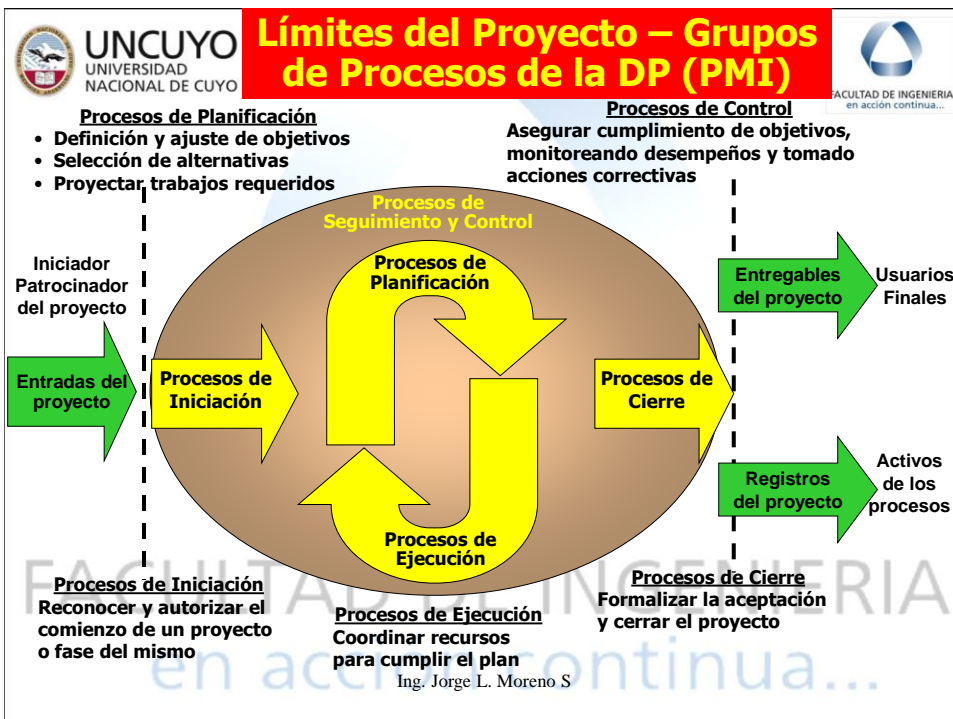 UNCUYO
UNIVERSIDAD
NACIONAL DE CUYO
Límites del Proyecto – Grupos
de Procesos de la DP (PMI)
FACULTAD DE INGENIERIA
en acción continua...
Procesos de Planificación
• Definición y ajuste de objetivos
• Selección de alternativas
• Proyectar trabajos requeridos
Procesos de Control
Asegurar cumplimiento de objetivos,
monitoreando desempeños y tomado
acciones correctivas
Procesos de
Seguimiento y Control
Iniciador
Patrocinador
del proyecto
Entradas del
proyecto
Procesos de
Iniciación
Procesos de
Planificación
Procesos de
Ejecución
Procesos de
Cierre
Entregables
del proyecto
Usuarios
Finales
Registros
del proyecto
Activos
de los
procesos
Procesos de Iniciación
Reconocer y autorizar el
comienzo de un proyecto
o fase del mismo
Procesos de Ejecución
Coordinar recursos
para cumplir el plan
Procesos de Cierre
Formalizar la aceptación
y cerrar el proyecto
FACULTAD DE INGENIERIA
en acción continua...
Ing. Jorge L. Moreno S